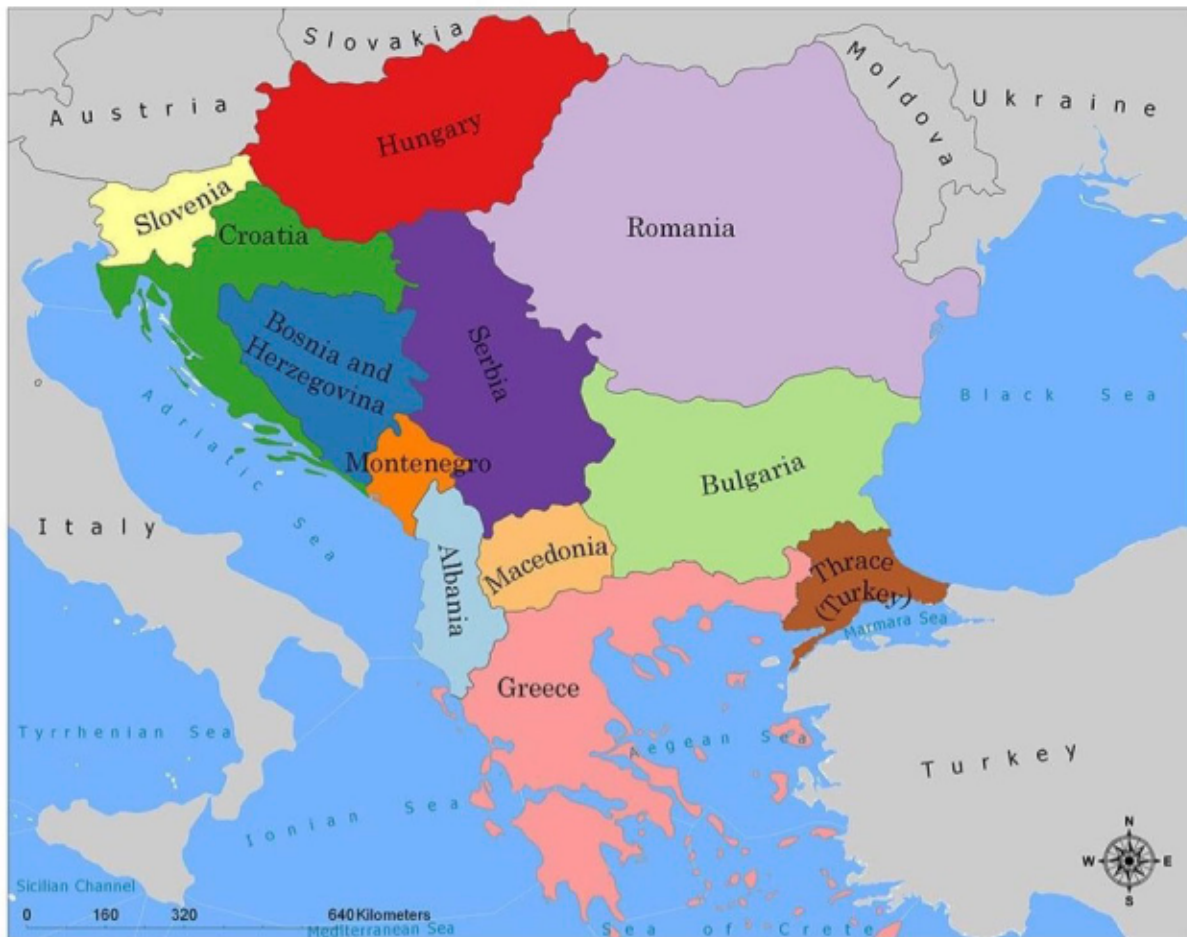 Slovakia
Austria
Hungary
Moldova
Ukraine
Slovenia
Croatia
Romania
Bosnia and
Herzegovina
Serbia
Adriatic Sea
Black Sea
Montenegro
Bulgaria
Italy
Albania
Macedonia
Thrace
(Turkey)
Marmara Sea
Greece
Tyrrhenian Sea
Aegean Sea
Turkey
Ionian Sea
N
W E
S
Sicilian Channel
0 160 320 640 Kilometers
Mediterranean Sea
Sea of Crete